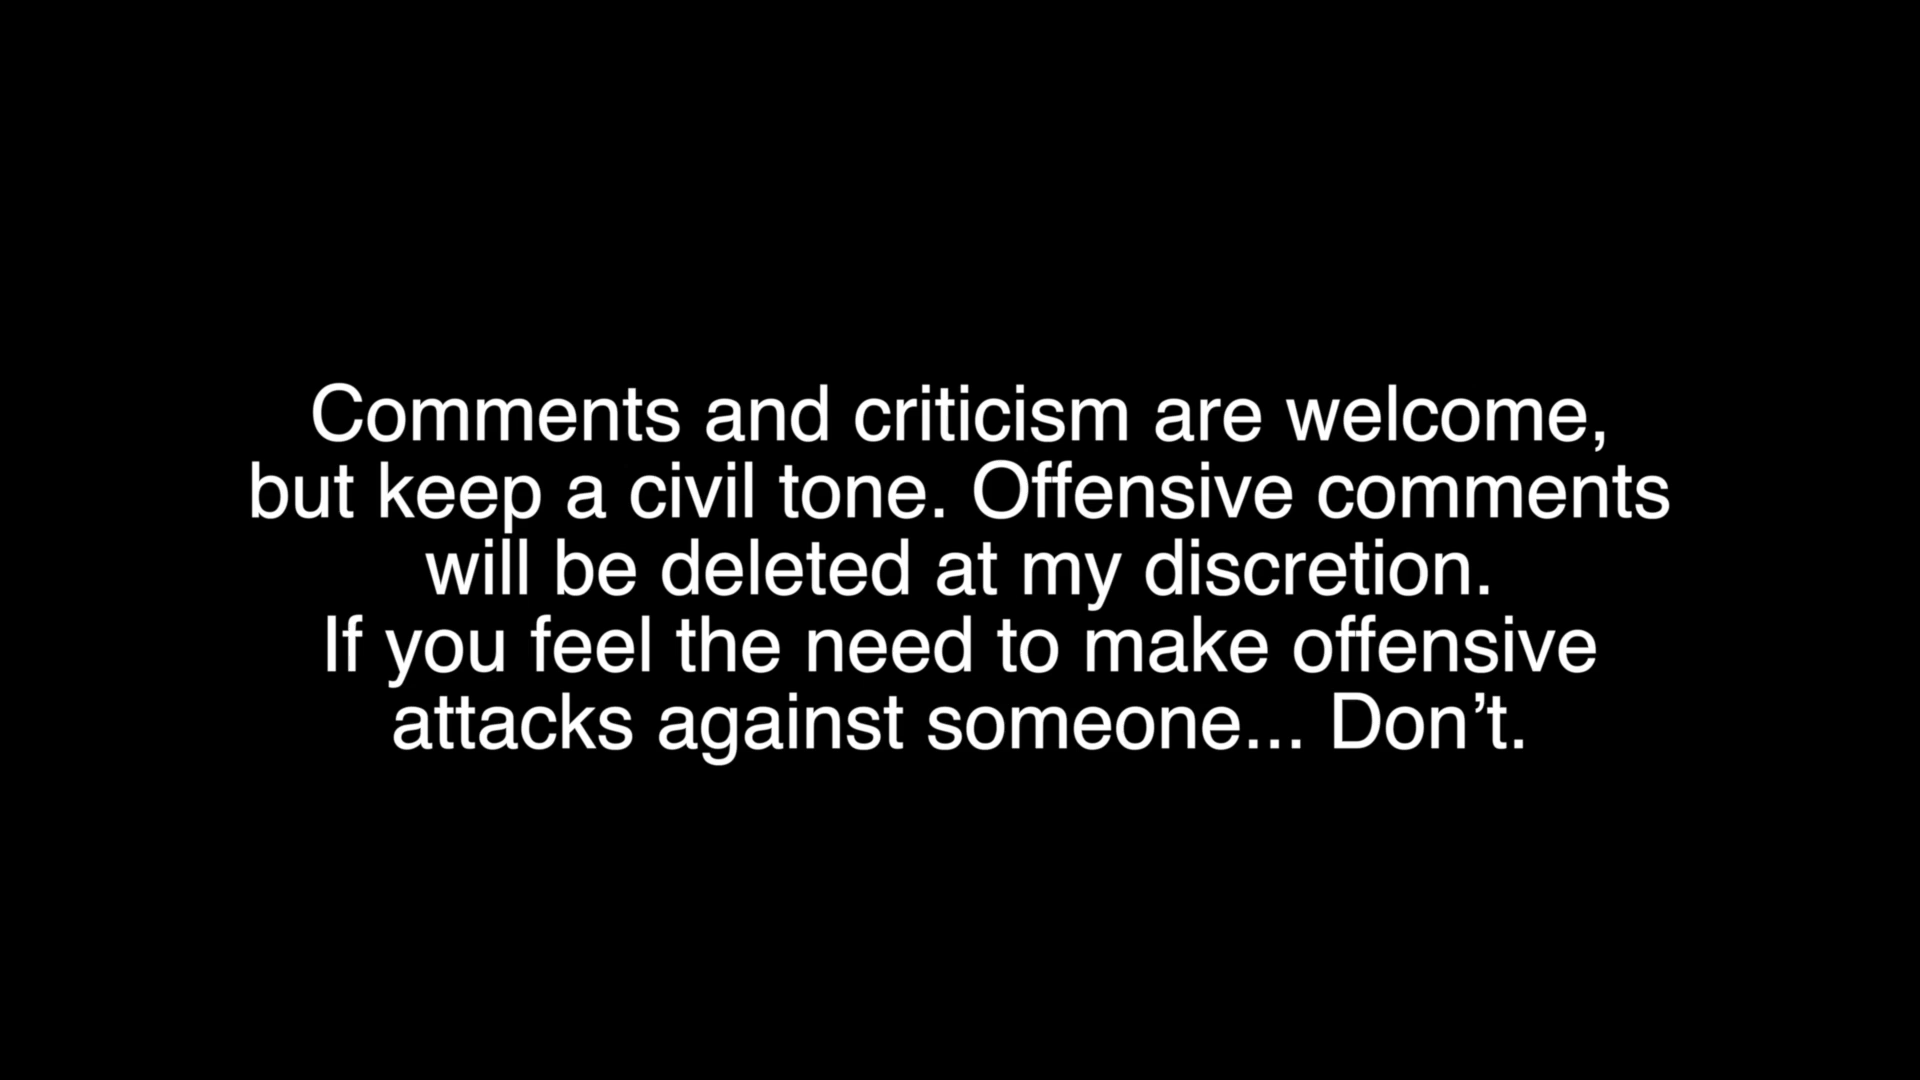 Comments and criticism are welcome,
but keep a civil tone. Offensive comments
will be deleted at my discretion.
If you feel the need to make offensive
attacks against someone... Don’t.